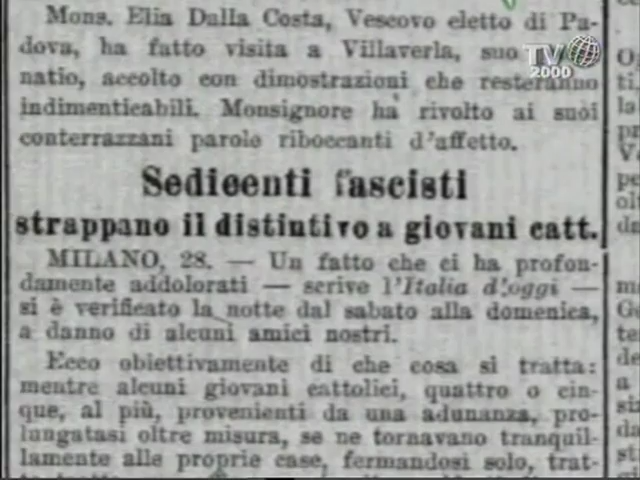 Mons. Elia Dalla Costa, Vescovo eletto di Pa-
dova, ha fatto visita a Villaverla, suo
natio, accolto con dimostrazioni che resteranno
indimenticabili. Monsignore ha rivolto ai suoi
conterrazzani parole riboccanti d'affetto.
Sedicenti fascisti
strappano il distintivo a giovani catt.
MILANO, 28. — Un fatto che ci ha profon-
damente addolorati — scrive l'Italia d'oggi —
si è verificato la notte dal sabato alla domenica,
a danno di alcuni amici nostri.
Ecco obiettivamente di che cosa si tratta:
mentre alcuni giovani cattolici, quattro o cin-
que, al più, provenienti da una adunanza, pro-
lungatasi oltre misura, se ne tornavano tranquil-
lamente alle proprie case, fermandosi solo, trat-
TV
2000